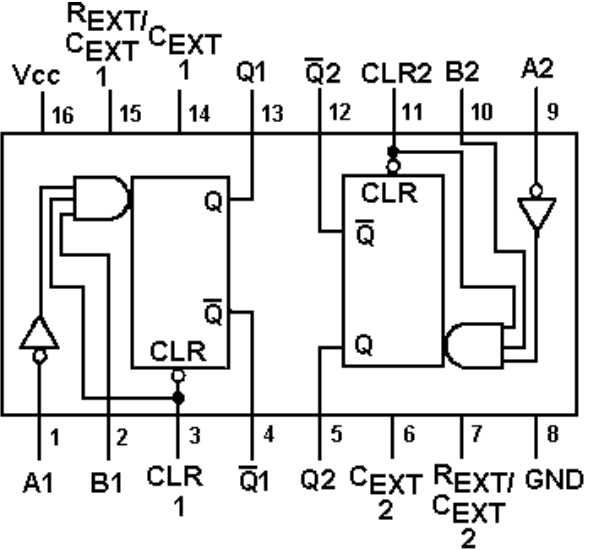 REXT/
CEXT
1
CEXT
1
Vcc
Q1
Q̅2
CLR2
B2
A2
16
15
14
13
12
11
10
9
Q
Q̅
CLR
CLR
Q̅
Q
1
2
3
4
5
6
7
8
A1
B1
CLR
1
Q̅1
Q2
CEXT
2
REXT/
CEXT
2
GND